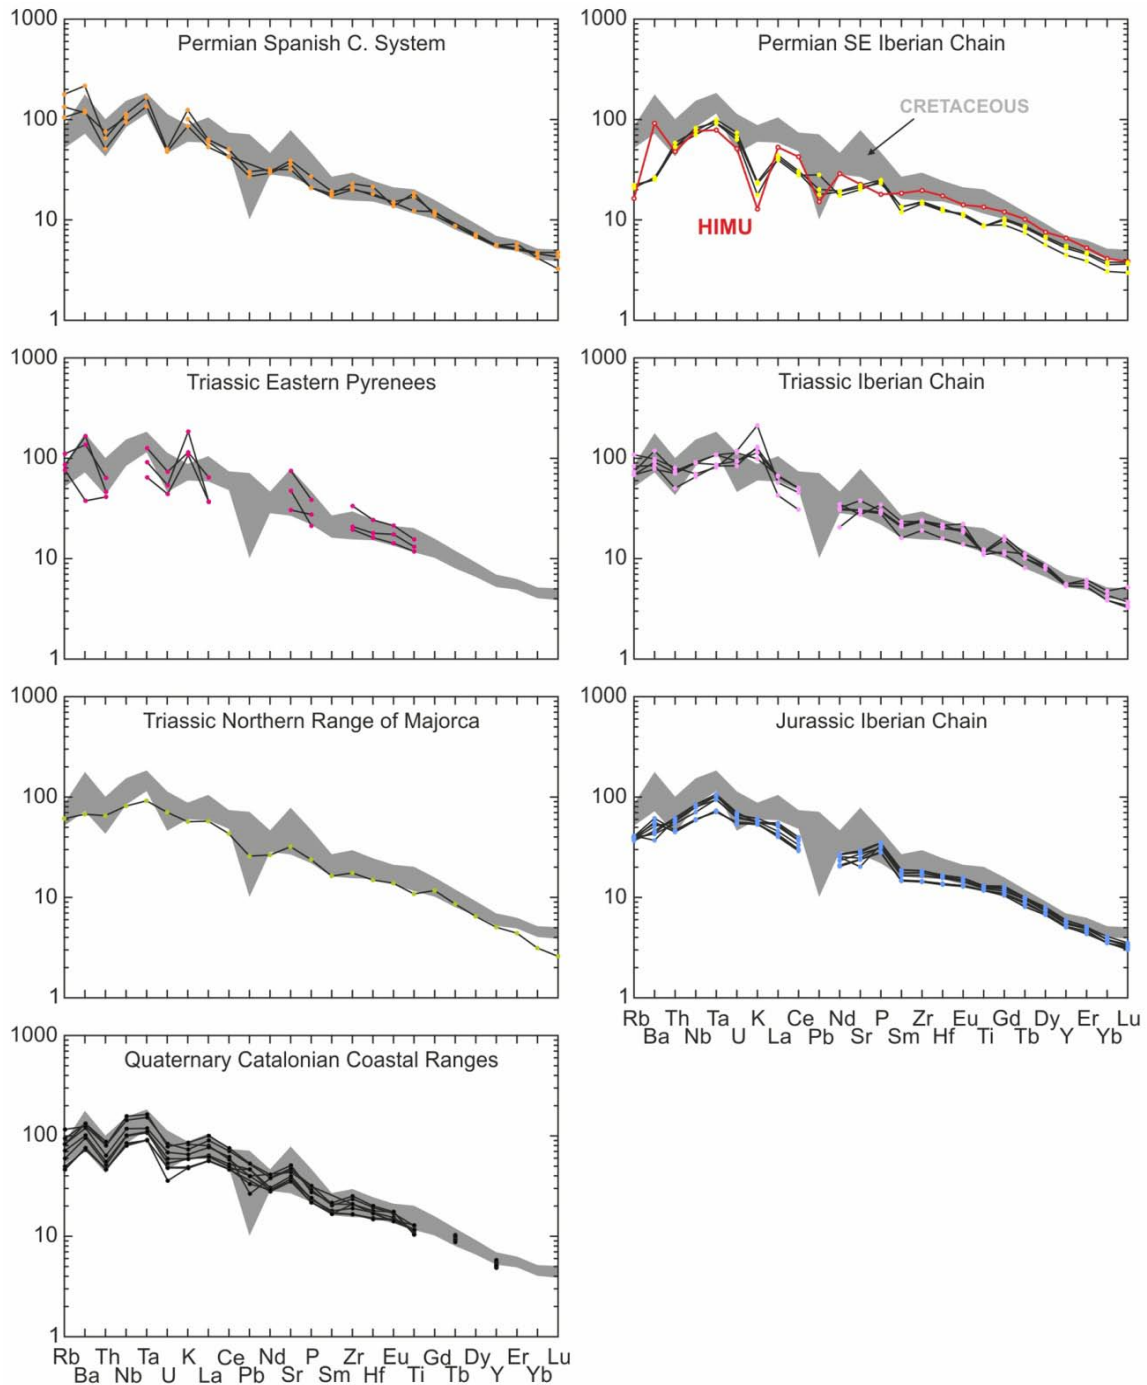 1000
100
10
1
Permian Spanish C. System
1000
100
10
1
Permian SE Iberian Chain
CRETACEOUS
HIMU
1000
100
10
1
Triassic Eastern Pyrenees
1000
100
10
1
Triassic Iberian Chain
1000
100
10
1
Triassic Northern Range of Majorca
1000
100
10
1
Jurassic Iberian Chain
Rb Th Ta K Ce Nd P Zr Eu Gd Dy Er Lu
Ba Nb U La Pb Sr Sm Hf Ti Tb Y Yb
1000
100
10
1
Quaternary Catalonian Coastal Ranges
Rb Th Ta K Ce Nd P Zr Eu Gd Dy Er Lu
Ba Nb U La Pb Sr Sm Hf Ti Tb Y Yb